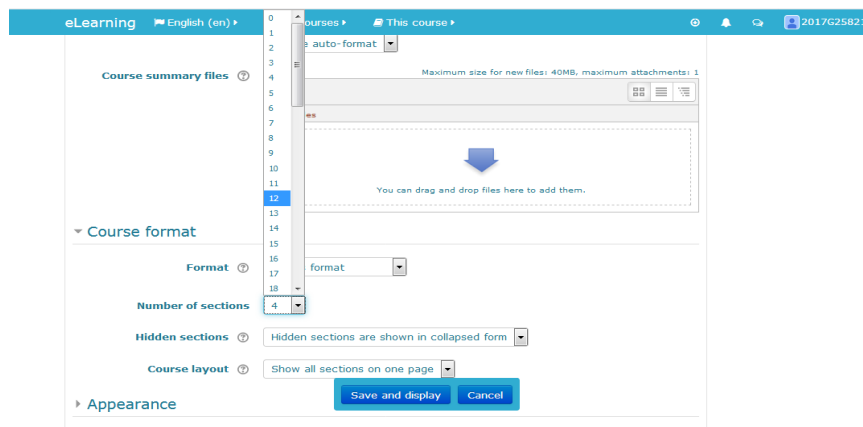 eLearning English (en) ourses This course 2017G2582
e auto-format
Course summary files Maximum size for new files: 40MB, maximum attachments: 1
es
You can drag and drop files here to add them.
0
1
2
3
4
5
6
7
8
9
10
11
12
13
14
15
16
17
18
Course format
Format format
Number of sections 4
Hidden sections Hidden sections are shown in collapsed form
Course layout Show all sections on one page
Save and display Cancel
Appearance